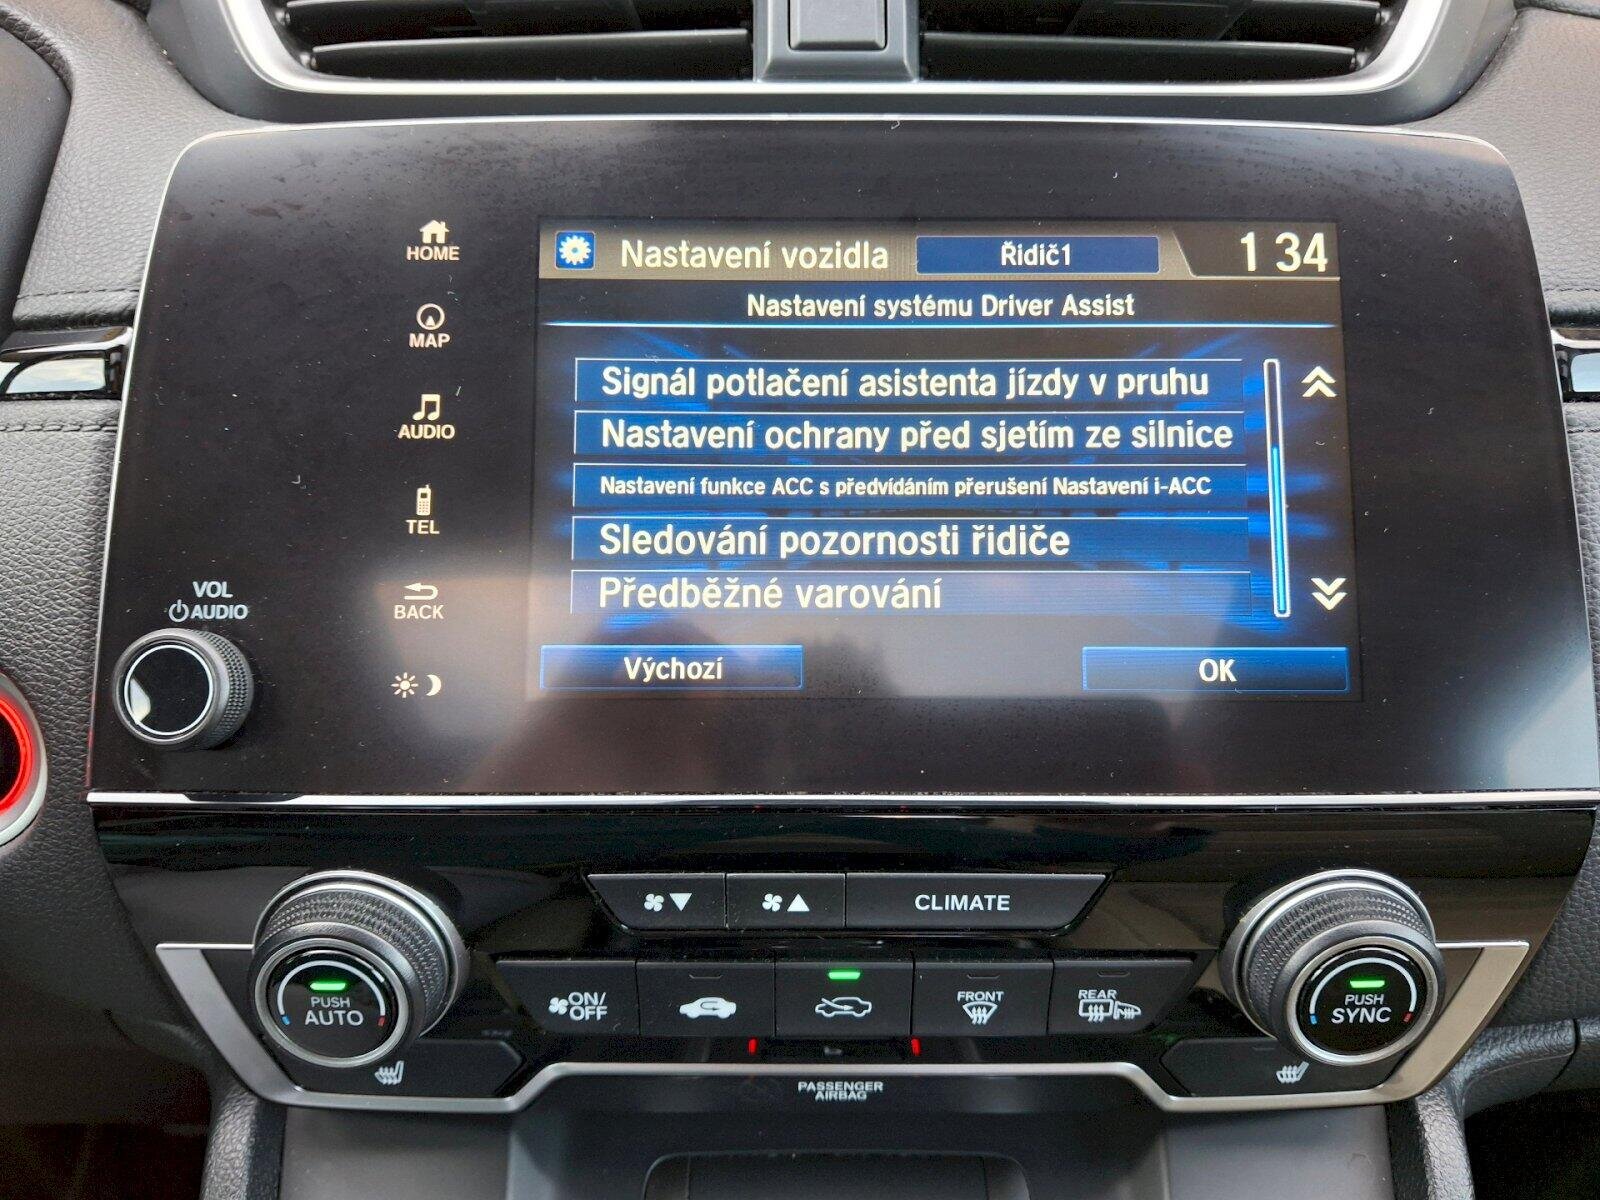 HOME
MAP
AUDIO
TEL
BACK
VOL
AUDIO
Nastavení vozidla
Řidič1
1 34
Nastavení systému Driver Assist
Signál potlačení asistenta jízdy v pruhu
Nastavení ochrany před sjetím ze silnice
Nastavení funkce ACC s předvídáním přerušení Nastavení i-ACC
Sledování pozornosti řidiče
Předběžné varování
Výchozí
OK
CLIMATE
PUSH
AUTO
ON/
OFF
FRONT
REAR
PUSH
SYNC
PASSENGER
AIRBAG